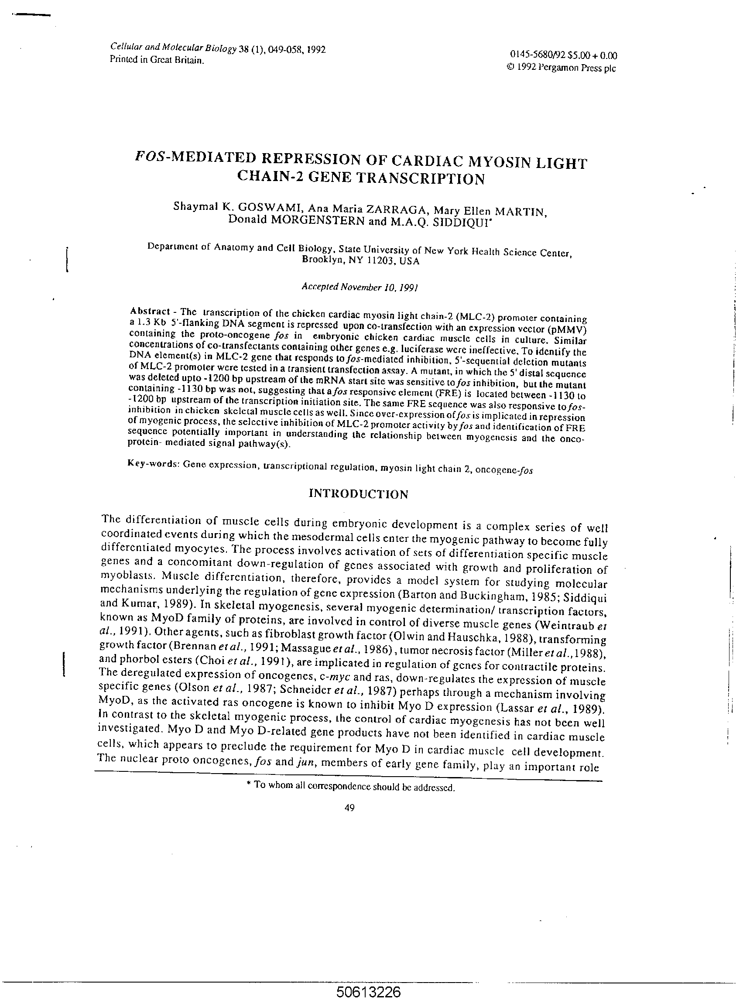 Cellular and Molecular Biology 38 (1), 049-058, 1992
Printed in Great Britain.
0145-5680/92 $5.00 + 0.00
© 1992 Pergamon Press plc
FOS-MEDIATED REPRESSION OF CARDIAC MYOSIN LIGHT
CHAIN-2 GENE TRANSCRIPTION
Shaymal K. GOSWAMI, Ana Maria ZARRAGA, Mary Ellen MARTIN,
Donald MORGENSTERN and M.A.Q. SIDDIQUI*
Department of Anatomy and Cell Biology, State University of New York Health Science Center,
Brooklyn, NY 11203, USA
Accepted November 10, 1991
Abstract - The transcription of the chicken cardiac myosin light chain-2 (MLC-2) promoter containing
a 1.3 Kb 5'-flanking DNA segment is repressed upon co-transfection with an expression vector (pMMV)
containing the proto-oncogene fos in embryonic chicken cardiac muscle cells in culture. Similar
concentrations of co-transfectants containing other genes e.g. luciferase were ineffective. To identify the
DNA element(s) in MLC-2 gene that responds to fos-mediated inhibition, 5'-sequential deletion mutants
of MLC-2 promoter were tested in a transient transfection assay. A mutant, in which the 5' distal sequence
was deleted upto -1200 bp upstream of the mRNA start site was sensitive to fos inhibition, but the mutant
containing -1130 bp was not, suggesting that a fos responsive element (FRE) is located between -1130 to
-1200 bp upstream of the transcription initiation site. The same FRE sequence was also responsive to fos-
inhibition in chicken skeletal muscle cells as well. Since over-expression of fos is implicated in repression
of myogenic process, the selective inhibition of MLC-2 promoter activity by fos and identification of FRE
sequence potentially important in understanding the relationship between myogenesis and the onco-
protein- mediated signal pathway(s).
Key-words: Gene expression, transcriptional regulation, myosin light chain 2, oncogene-fos
INTRODUCTION
The differentiation of muscle cells during embryonic development is a complex series of well
coordinated events during which the mesodermal cells enter the myogenic pathway to become fully
differentiated myocytes. The process involves activation of sets of differentiation specific muscle
genes and a concomitant down-regulation of genes associated with growth and proliferation of
myoblasts. Muscle differentiation, therefore, provides a model system for studying molecular
mechanisms underlying the regulation of gene expression (Barton and Buckingham, 1985; Siddiqui
and Kumar, 1989). In skeletal myogenesis, several myogenic determination/ transcription factors,
known as MyoD family of proteins, are involved in control of diverse muscle genes (Weintraub et
al., 1991). Other agents, such as fibroblast growth factor (Olwin and Hauschka, 1988), transforming
growth factor (Brennan et al., 1991; Massague et al., 1986), tumor necrosis factor (Miller et al., 1988),
and phorbol esters (Choi et al., 1991), are implicated in regulation of genes for contractile proteins.
The deregulated expression of oncogenes, c-myc and ras, down-regulates the expression of muscle
specific genes (Olson et al., 1987; Schneider et al., 1987) perhaps through a mechanism involving
MyoD, as the activated ras oncogene is known to inhibit Myo D expression (Lassar et al., 1989).
In contrast to the skeletal myogenic process, the control of cardiac myogenesis has not been well
investigated. Myo D and Myo D-related gene products have not been identified in cardiac muscle
cells, which appears to preclude the requirement for Myo D in cardiac muscle cell development.
The nuclear proto oncogenes, fos and jun, members of early gene family, play an important role
* To whom all correspondence should be addressed.
49
50613226